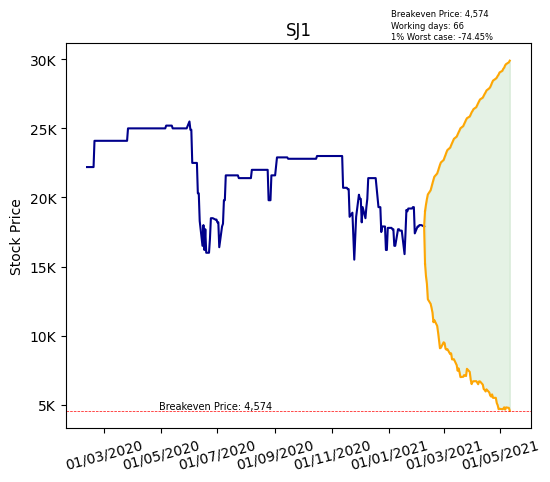 Breakeven Price: 4,574
Working days: 66
1% Worst case: -74.45%
SJ1
Stock Price
30K
25K
20K
15K
10K
5K
Breakeven Price: 4,574
01/03/2020
01/05/2020
01/07/2020
01/09/2020
01/11/2020
01/01/2021
01/03/2021
01/05/2021